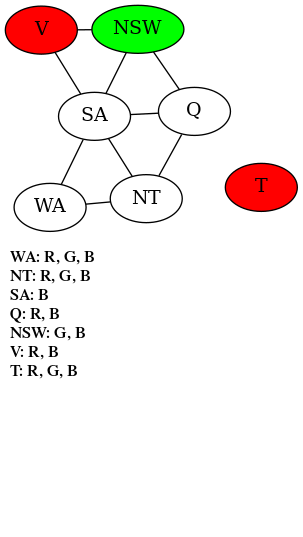 V
NSW
SA
Q
WA
NT
T
WA: R, G, B
NT: R, G, B
SA: B
Q: R, B
NSW: G, B
V: R, B
T: R, G, B